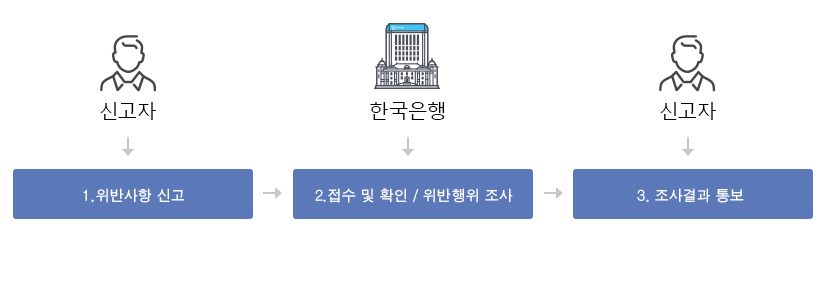 신고자
한국은행
신고자
1.위반사항 신고
2.접수 및 확인 / 위반행위 조사
3. 조사결과 통보